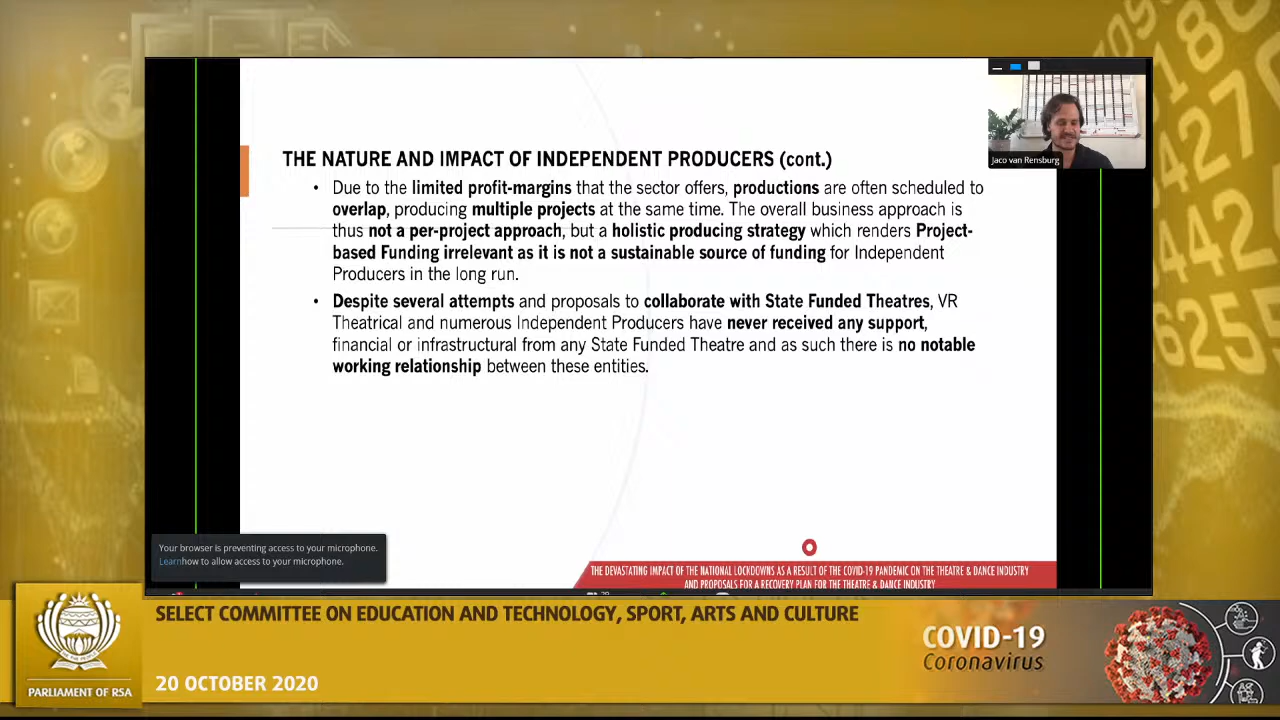 Jaco van Rensburg
THE NATURE AND IMPACT OF INDEPENDENT PRODUCERS (cont.)
• Due to the limited profit-margins that the sector offers, productions are often scheduled to
overlap, producing multiple projects at the same time. The overall business approach is
thus not a per-project approach, but a holistic producing strategy which renders Project-
based Funding irrelevant as it is not a sustainable source of funding for Independent
Producers in the long run.
• Despite several attempts and proposals to collaborate with State Funded Theatres, VR
Theatrical and numerous Independent Producers have never received any support,
financial or infrastructural from any State Funded Theatre and as such there is no notable
working relationship between these entities.
Your browser is preventing access to your microphone.
Learnhow to allow access to your microphone.
THE DEVASTATING IMPACT OF THE NATIONAL LOCKDOWNS AS A RESULT OF THE COVID-19 PANDEMIC ON THE THEATRE & DANCE INDUSTRY
AND PROPOSALS FOR A RECOVERY PLAN FOR THE THEATRE & DANCE INDUSTRY
SELECT COMMITTEE ON EDUCATION AND TECHNOLOGY, SPORT, ARTS AND CULTURE
20 OCTOBER 2020
PARLIAMENT OF RSA
COVID-19
Coronavirus